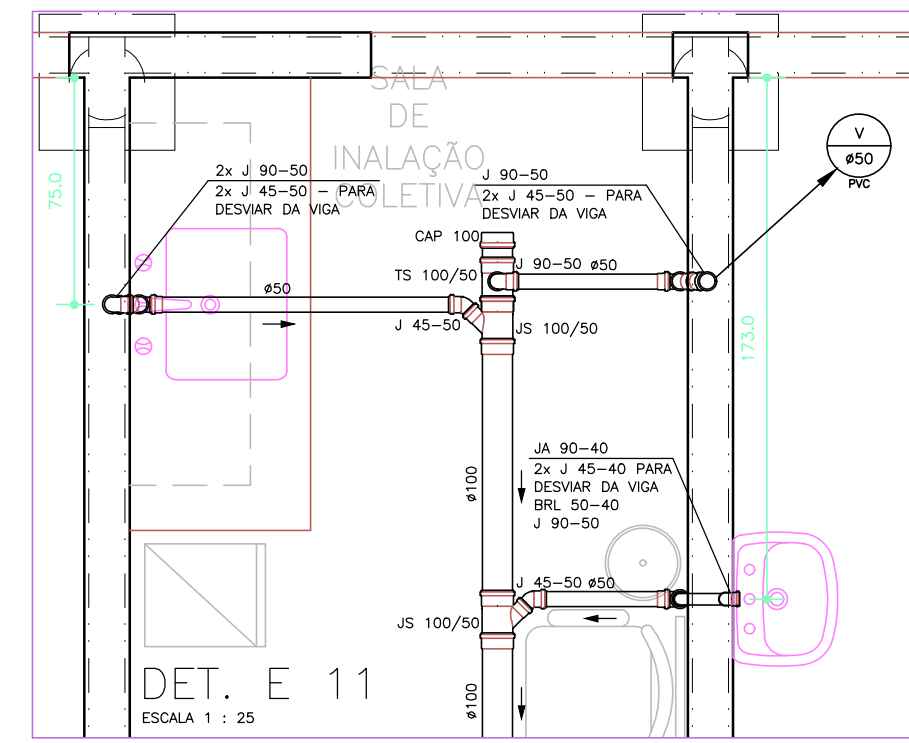 SALA
DE
INALAÇÃO
COLETIVA
75.0
2x J 90-50
2x J 45-50 - PARA
DESVIAR DA VIGA
J 90-50
2x J 45-50 - PARA
DESVIAR DA VIGA
V
ø50
PVC
CAP 100
TS 100/50
J 90-50 ø50
ø50
J 45-50
JS 100/50
173.0
ø100
JA 90-40
2x J 45-40 PARA
DESVIAR DA VIGA
BRL 50-40
J 90-50
J 45-50 ø50
JS 100/50
ø100
DET. E 11
ESCALA 1 : 25